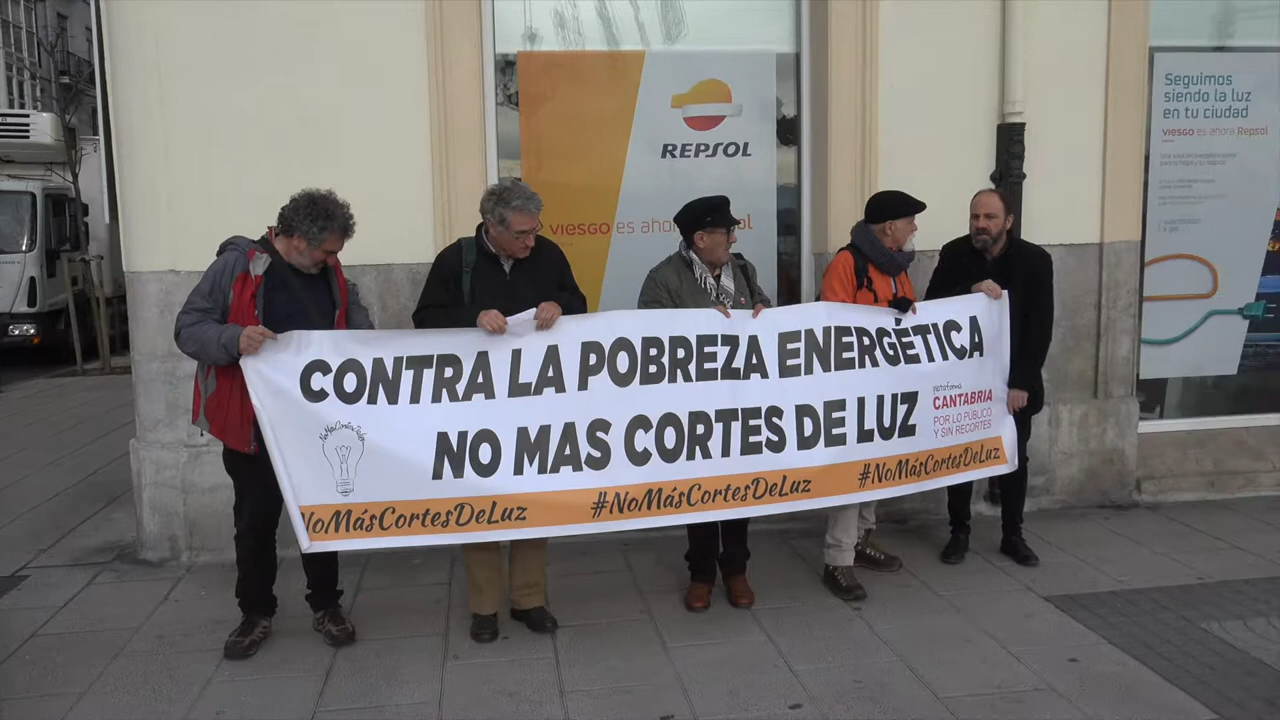 REPSOL
VIESGO es ahora Repsol
Seguimos
siendo la luz
en tu ciudad
VIESGO es ahora Repsol
CONTRA LA POBREZA ENERGÉTICA
NO MAS CORTES DE LUZ
plataforma
CANTABRIA
POR LO PÚBLICO
Y SIN RECORTES
NoMásCortesDeLuz
#NoMásCortesDeLuz
#NoMásCortesDeLuz